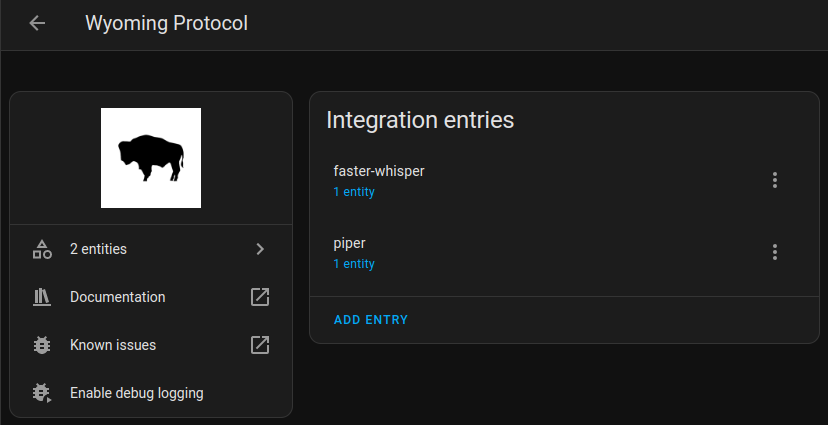 Wyoming Protocol
Integration entries
faster-whisper
1 entity
piper
1 entity
ADD ENTRY
2 entities
Documentation
Known issues
Enable debug logging